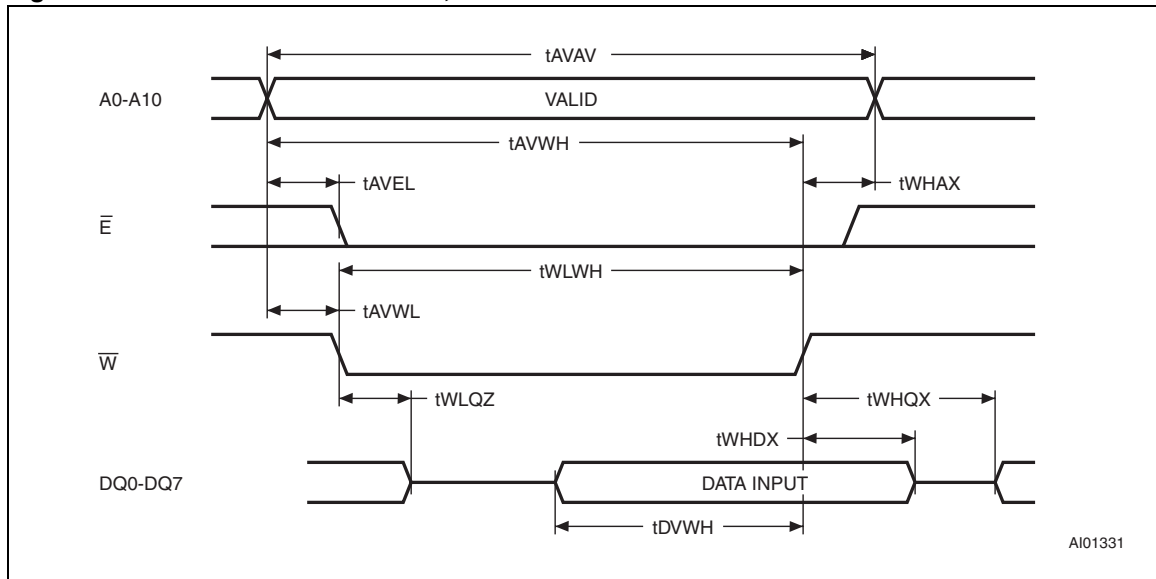 tAVAV
A0-A10
VALID
tAVWH
tAVEL
tWHAX
E̅
tWLWH
tAVWL
W̅
tWLQZ
tWHQX
tWHDX
DQ0-DQ7
DATA INPUT
tDVWH
AI01331